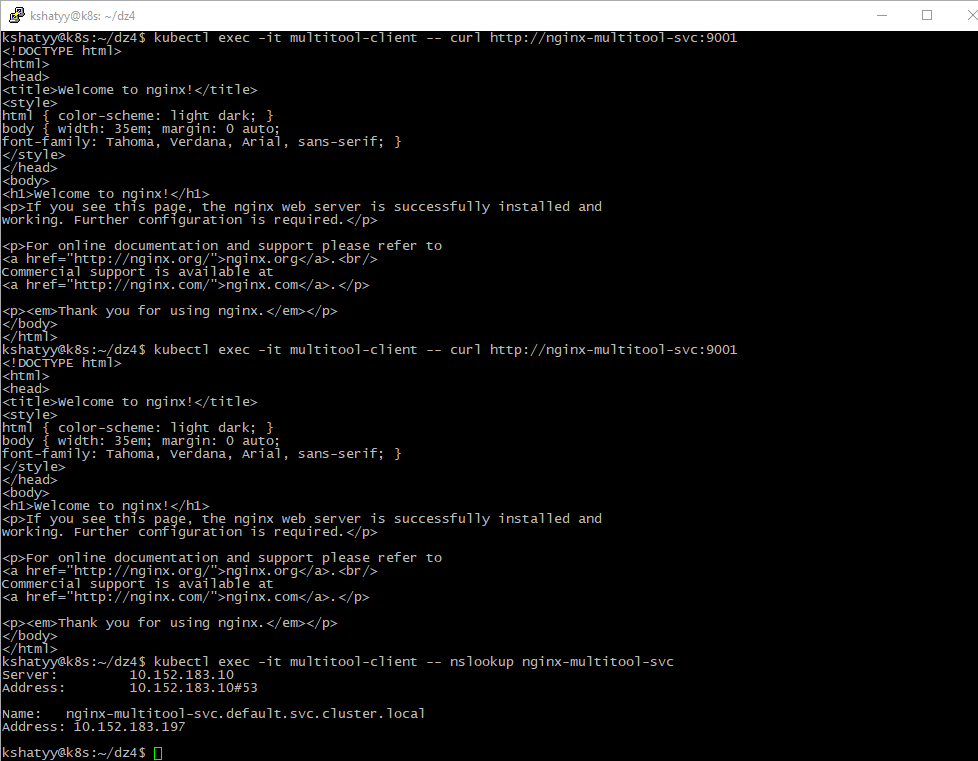 kshatyy@k8s: ~/dz4
kshatyy@k8s:~/dz4$ kubectl exec -it multitool-client -- curl http://nginx-multitool-svc:9001
<!DOCTYPE html>
<html>
<head>
<title>Welcome to nginx!</title>
<style>
html { color-scheme: light dark; }
body { width: 35em; margin: 0 auto;
font-family: Tahoma, Verdana, Arial, sans-serif; }
</style>
</head>
<body>
<h1>Welcome to nginx!</h1>
<p>If you see this page, the nginx web server is successfully installed and
working. Further configuration is required.</p>

<p>For online documentation and support please refer to
<a href="http://nginx.org/">nginx.org</a>.<br/>
Commercial support is available at
<a href="http://nginx.com/">nginx.com</a>.</p>

<p><em>Thank you for using nginx.</em></p>
</body>
</html>
kshatyy@k8s:~/dz4$ kubectl exec -it multitool-client -- curl http://nginx-multitool-svc:9001
<!DOCTYPE html>
<html>
<head>
<title>Welcome to nginx!</title>
<style>
html { color-scheme: light dark; }
body { width: 35em; margin: 0 auto;
font-family: Tahoma, Verdana, Arial, sans-serif; }
</style>
</head>
<body>
<h1>Welcome to nginx!</h1>
<p>If you see this page, the nginx web server is successfully installed and
working. Further configuration is required.</p>

<p>For online documentation and support please refer to
<a href="http://nginx.org/">nginx.org</a>.<br/>
Commercial support is available at
<a href="http://nginx.com/">nginx.com</a>.</p>

<p><em>Thank you for using nginx.</em></p>
</body>
</html>
kshatyy@k8s:~/dz4$ kubectl exec -it multitool-client -- nslookup nginx-multitool-svc
Server:         10.152.183.10
Address:        10.152.183.10#53

Name:   nginx-multitool-svc.default.svc.cluster.local
Address: 10.152.183.197

kshatyy@k8s:~/dz4$